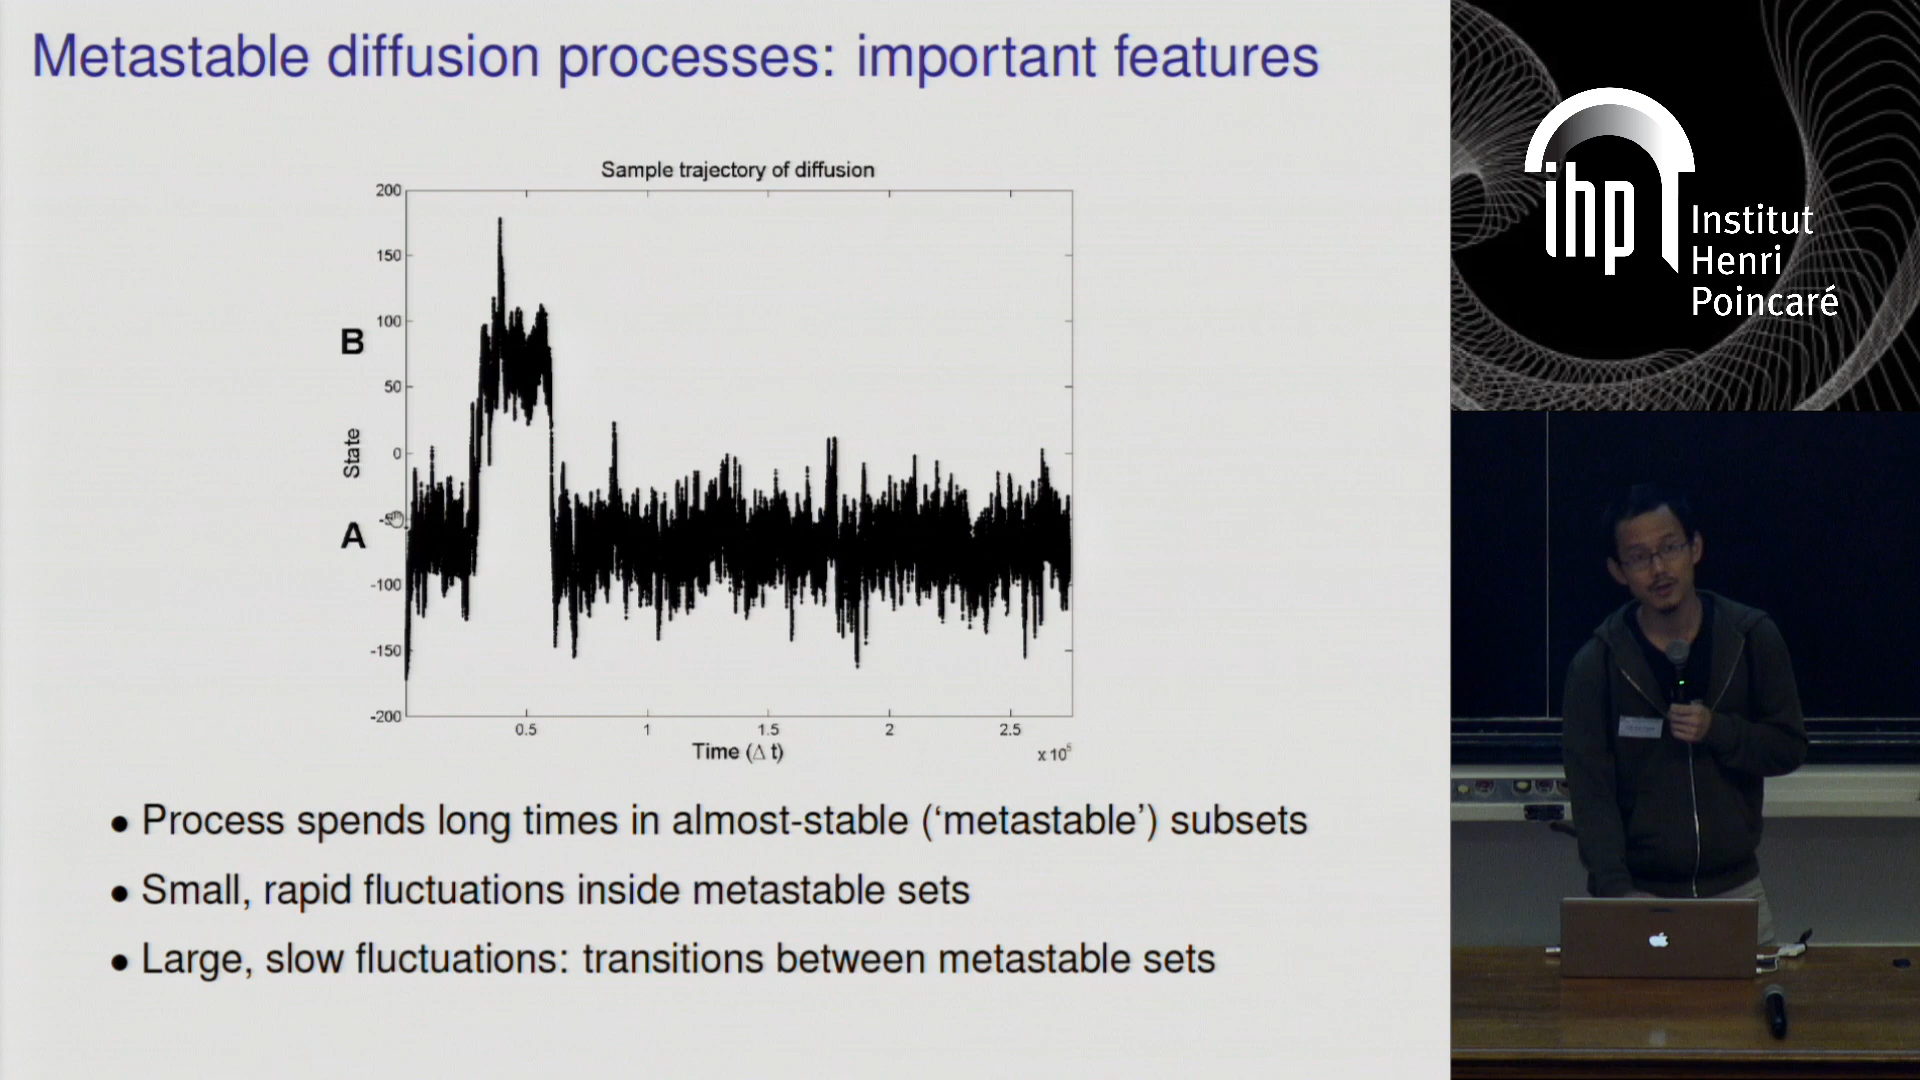 Metastable diffusion processes: important features
Sample trajectory of diffusion
200
150
100
50
0
-100
-150
-200
B
A
State
0.5
1
1.5
2
2.5
Time (Δ t)
x 10⁵
• Process spends long times in almost-stable (‘metastable’) subsets
• Small, rapid fluctuations inside metastable sets
• Large, slow fluctuations: transitions between metastable sets
ihp
Institut
Henri
Poincaré